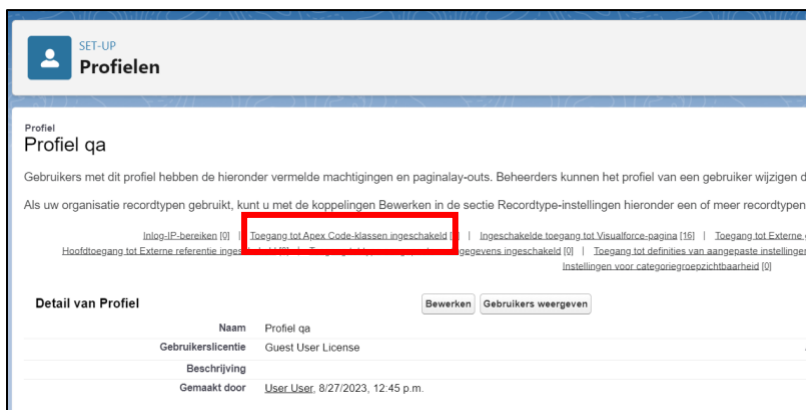 SET-UP
Profielen
Profiel
Profiel qa
Gebruikers met dit profiel hebben de hieronder vermelde machtigingen en paginalay-outs. Beheerders kunnen het profiel van een gebruiker wijzigen d
Als uw organisatie recordtypen gebruikt, kunt u met de koppelingen Bewerken in de sectie Recordtype-instellingen hieronder een of meer recordtypen
Inlog-IP-bereiken [0] | Toegang tot Apex Code-klassen ingeschakeld | Ingeschakelde toegang tot Visualforce-pagina [16] | Toegang tot Externe
Hoofdtoegang tot Externe referentie inges gegevens ingeschakeld [0] | Toegang tot definities van aangepaste instellingen
Instellingen voor categoriegroepzichtbaarheid [0]
Detail van Profiel Bewerken Gebruikers weergeven
Naam Profiel qa
Gebruikerslicentie Guest User License
Beschrijving
Gemaakt door User User, 8/27/2023, 12:45 p.m.